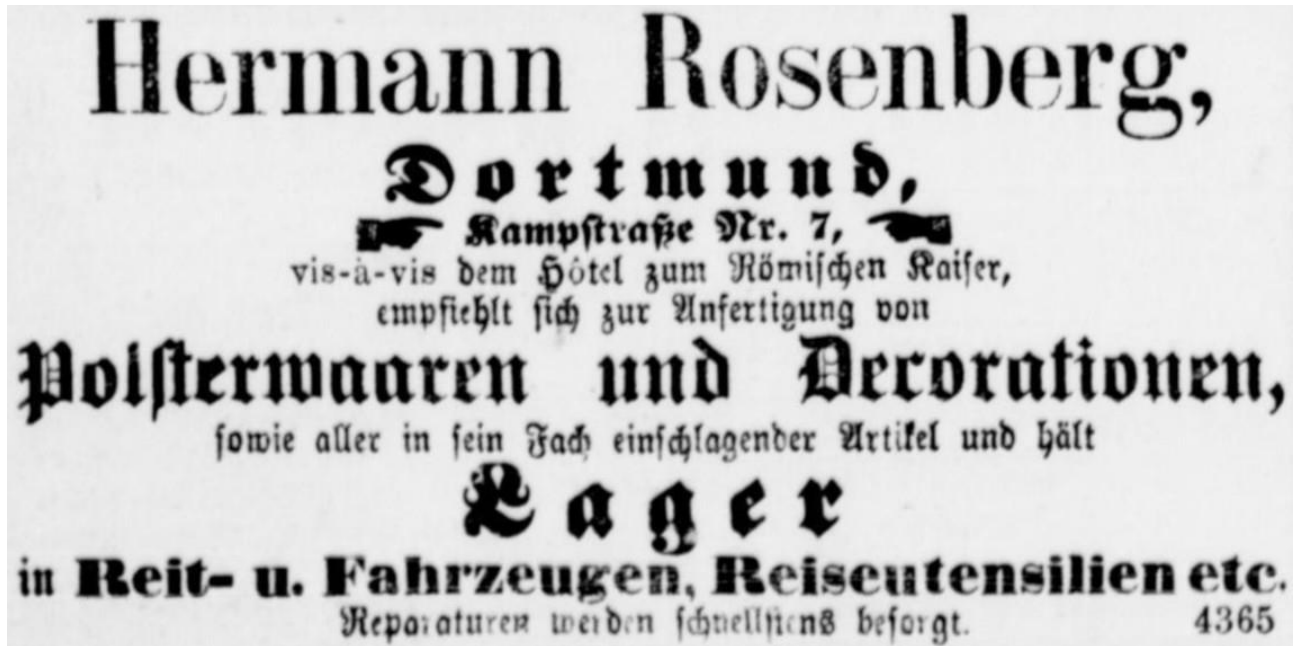 Hermann Rosenberg,
Dortmund,
Kampstraße Nr. 7,
vis-à-vis dem Hôtel zum Römischen Kaiser,
empfiehlt sich zur Anfertigung von
Polsterwaaren und Decorationen,
sowie aller in sein Fach einschlagender Artikel und hält
Lager
in Reit- u. Fahrzeugen, Reiseutensilien etc.
Reparaturen werden schnellstens besorgt. 4365